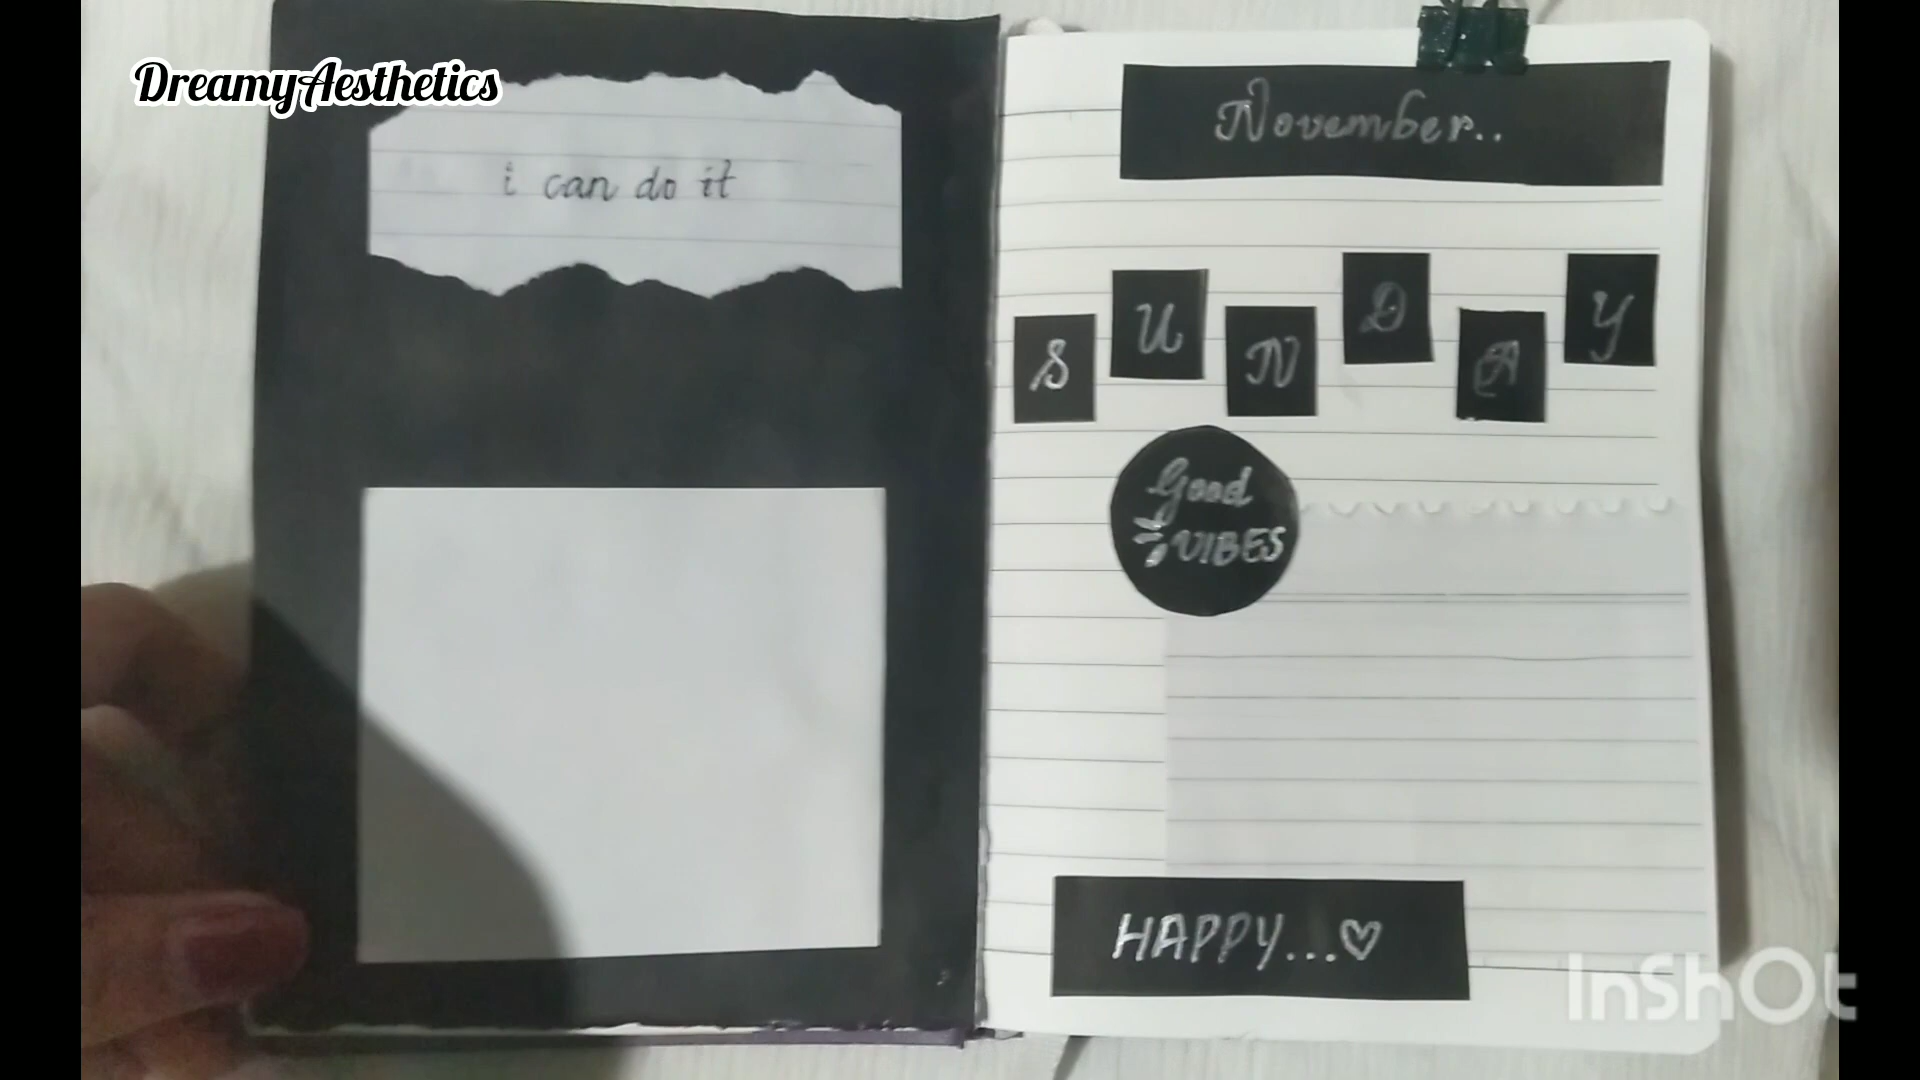 DreamyAesthetics
i can do it
November..
SUNDAY
Good
VIBES
HAPPY...♡
InShOt